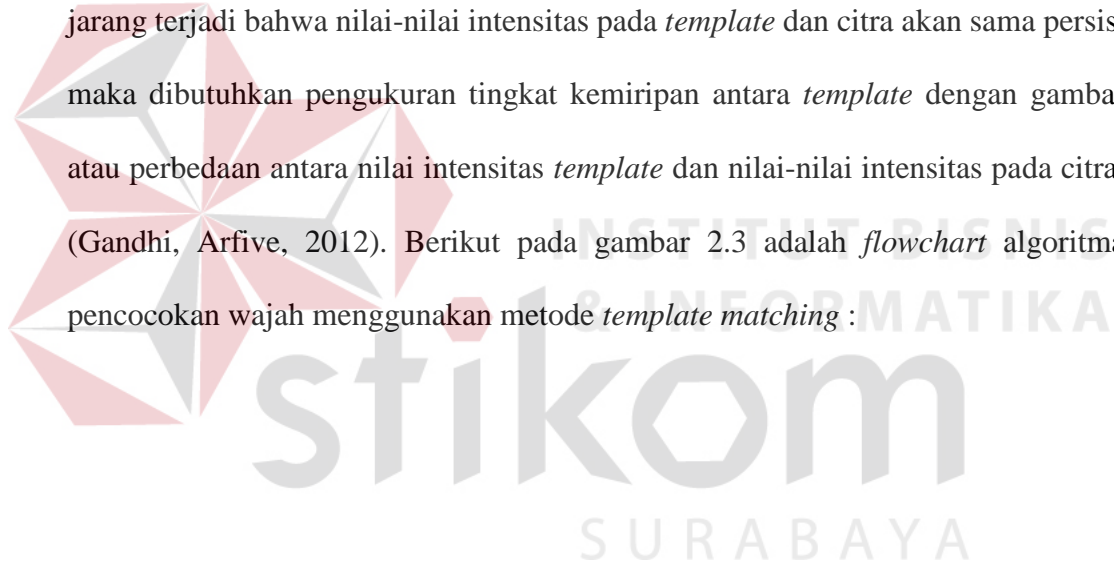 jarang terjadi bahwa nilai-nilai intensitas pada template dan citra akan sama persis
maka dibutuhkan pengukuran tingkat kemiripan antara template dengan gamba
atau perbedaan antara nilai intensitas template dan nilai-nilai intensitas pada citra
(Gandhi, Arfive, 2012). Berikut pada gambar 2.3 adalah flowchart algoritma
pencocokan wajah menggunakan metode template matching :
INSTITUT BISNIS
& INFORMATIKA
stikom
SURABAYA